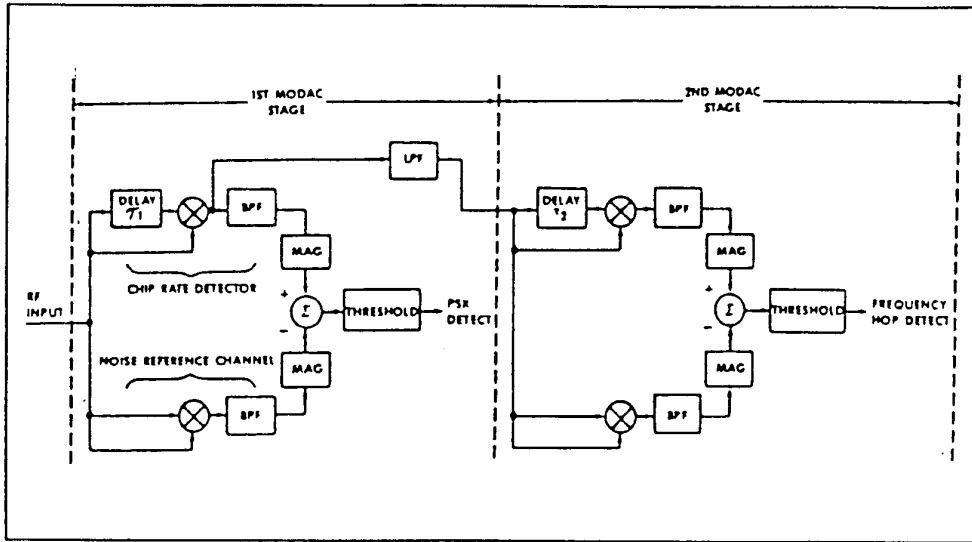 1ST MODAC
STAGE
2ND MODAC
STAGE
LPF
DELAY
τ1
BPF
DELAY
τ2
BPF
MAG
MAG
CHIP RATE DETECTOR
RF
INPUT
+
Σ
−
THRESHOLD
PSK
DETECT
+
Σ
−
THRESHOLD
FREQUENCY
HOP DETECT
NOISE REFERENCE CHANNEL
MAG
MAG
BPF
BPF